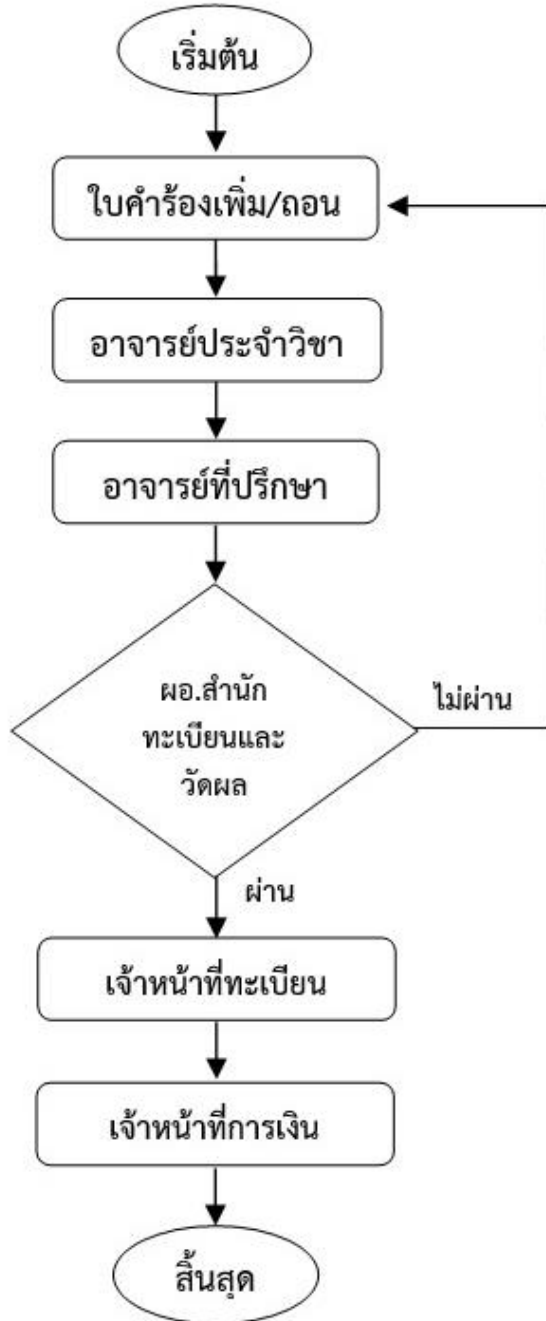 เริ่มต้น
ใบคำร้องเพิ่ม/ถอน
อาจารย์ประจำวิชา
อาจารย์ที่ปรึกษา
ผอ.สำนัก
ทะเบียนและ
วัดผล
ไม่ผ่าน
ผ่าน
เจ้าหน้าที่ทะเบียน
เจ้าหน้าที่การเงิน
สิ้นสุด